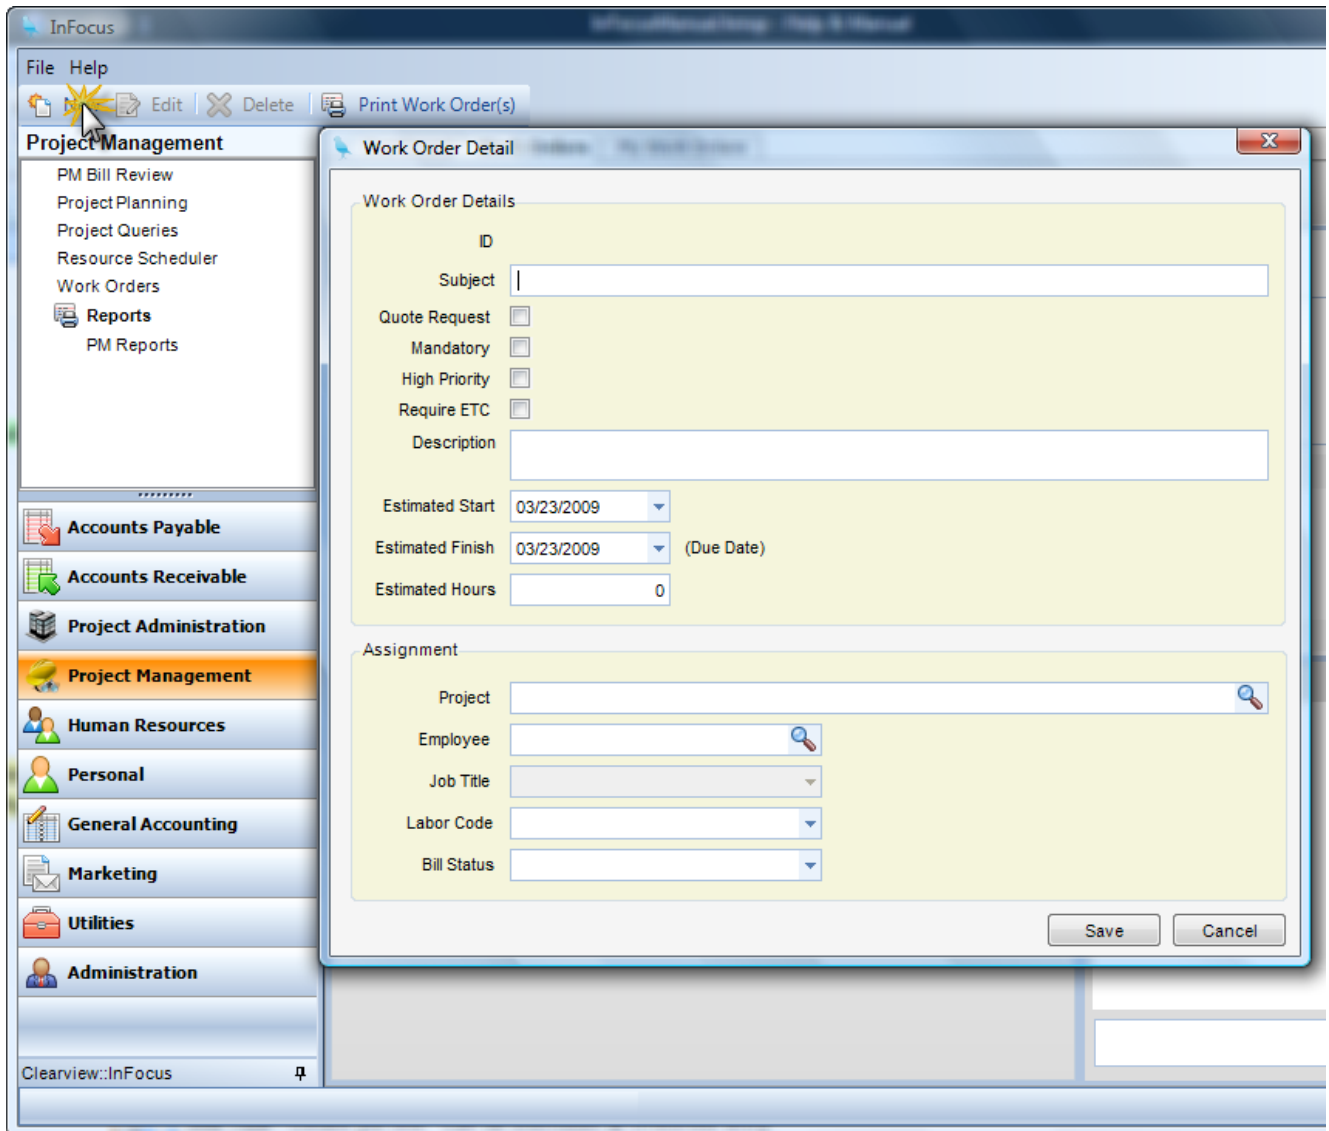 InFocus
File Help
Edit Delete Print Work Order(s)
Project Management
PM Bill Review
Project Planning
Project Queries
Resource Scheduler
Work Orders
Reports
PM Reports
Accounts Payable
Accounts Receivable
Project Administration
Project Management
Human Resources
Personal
General Accounting
Marketing
Utilities
Administration
Clearview::InFocus
Work Order Detail
Work Order Details
ID
Subject
Quote Request
Mandatory
High Priority
Require ETC
Description
Estimated Start 03/23/2009
Estimated Finish 03/23/2009 (Due Date)
Estimated Hours 0
Assignment
Project
Employee
Job Title
Labor Code
Bill Status
Save Cancel